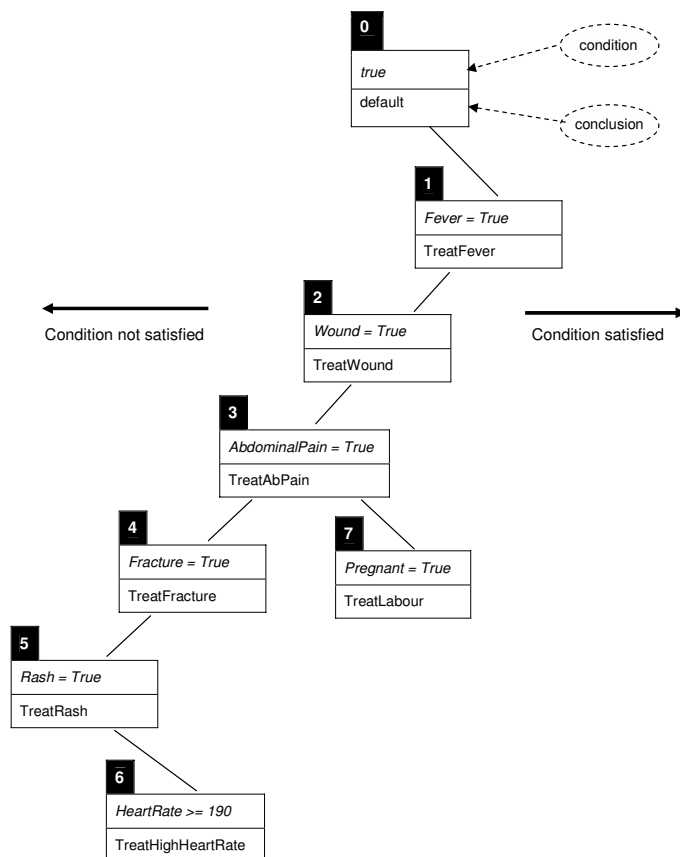 0
true
condition
default
conclusion
1
Fever = True
TreatFever
2
Condition not satisfied
Wound = True
Condition satisfied
TreatWound
3
AbdominalPain = True
TreatAbPain
4
Fracture = True
TreatFracture
7
Pregnant = True
TreatLabour
5
Rash = True
TreatRash
6
HeartRate >= 190
TreatHighHeartRate